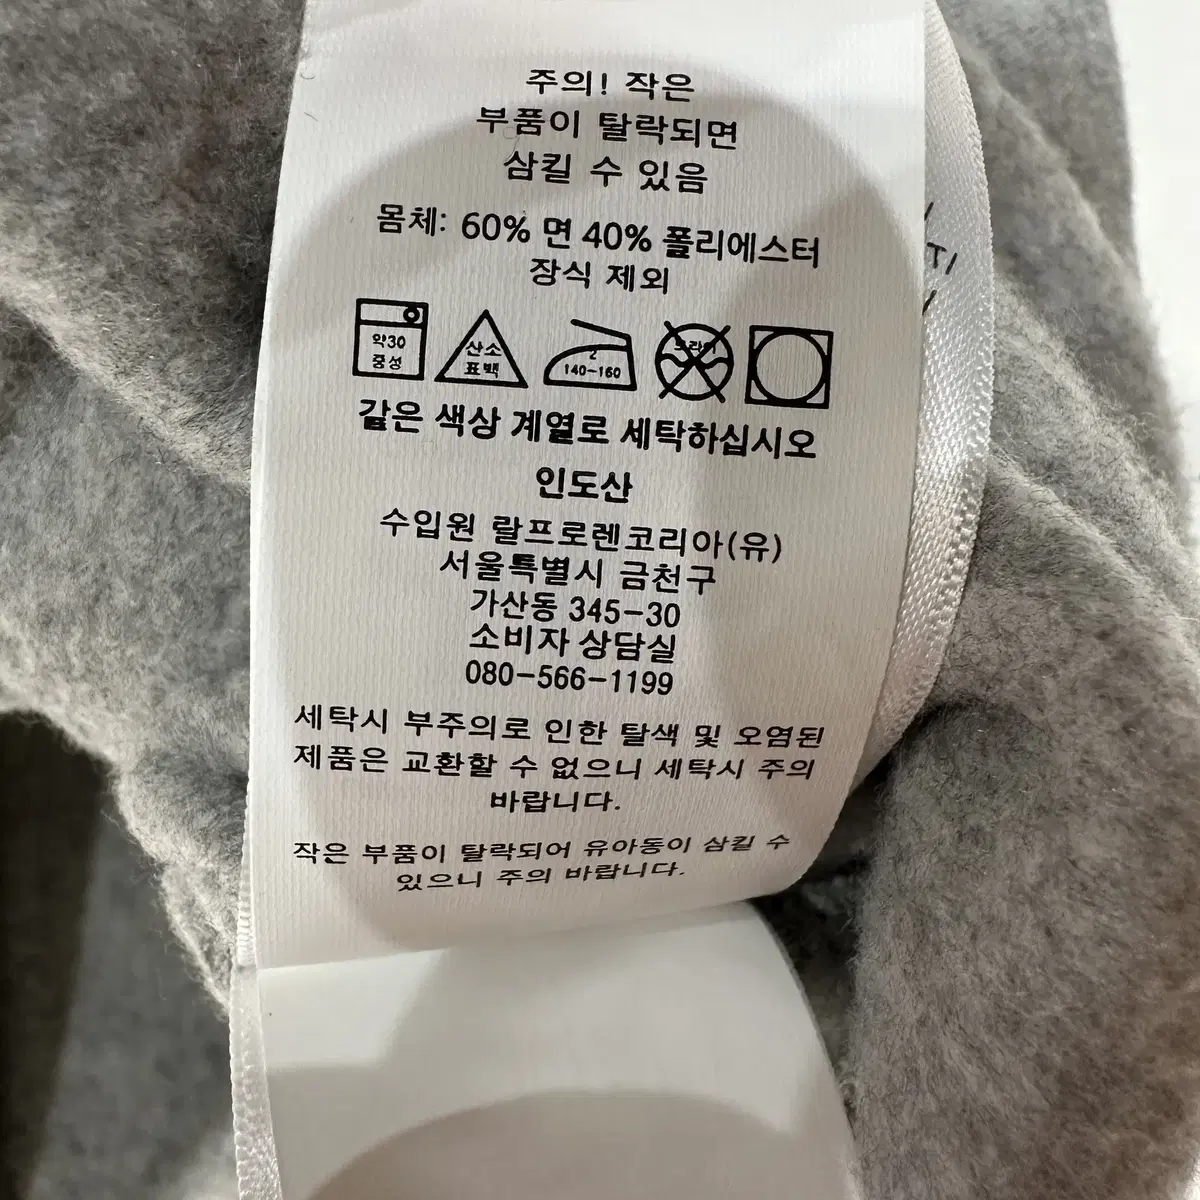 주의! 작은
부품이 탈락되면
삼킬 수 있음
몸체: 60% 면 40% 폴리에스터
장식 제외
약30
중성
산소
표백
2
140-160
같은 색상 계열로 세탁하십시오
인도산
수입원 랄프로렌코리아(유)
서울특별시 금천구
가산동 345-30
소비자 상담실
080-566-1199
세탁시 부주의로 인한 탈색 및 오염된
제품은 교환할 수 없으니 세탁시 주의
바랍니다.
작은 부품이 탈락되어 유아동이 삼킬 수
있으니 주의 바랍니다.